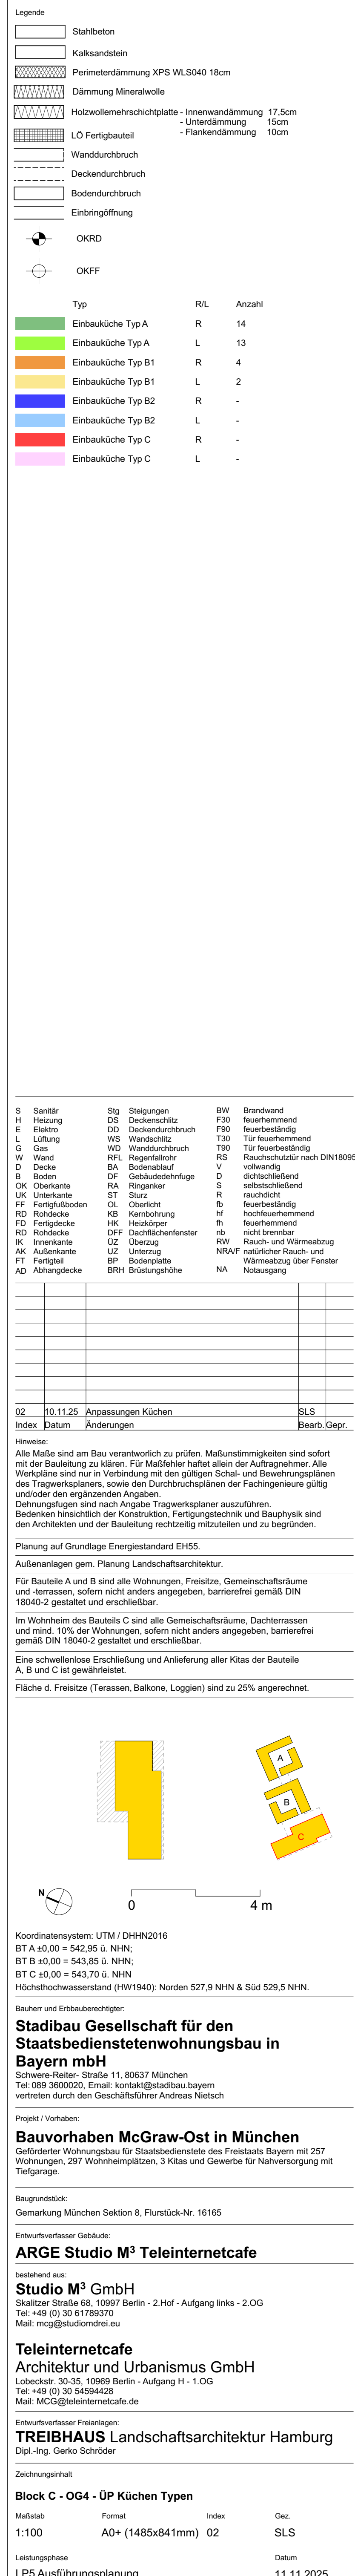 Legende
Stahlbeton
Kalksandstein
Perimeterdämmung XPS WLS040 18cm
Dämmung Mineralwolle
Holzwollemehrschichtplatte - Innenwandämmung 17,5cm
- Unterdämmung 15cm
- Flankendämmung 10cm
LÖ Fertigbauteil
Wanddurchbruch
Deckendurchbruch
Bodendurchbruch
Einbringöffnung
OKRD
OKFF
Typ R/L Anzahl
Einbauküche Typ A R 14
Einbauküche Typ A L 13
Einbauküche Typ B1 R 4
Einbauküche Typ B1 L 2
Einbauküche Typ B2 R -
Einbauküche Typ B2 L -
Einbauküche Typ C R -
Einbauküche Typ C L -
S Sanitär
H Heizung
E Elektro
L Lüftung
G Gas
W Wand
D Decke
B Boden
OK Oberkante
UK Unterkante
FF Fertigfußboden
RD Rohdecke
FD Fertigdecke
RD Rohdecke
IK Innenkante
AK Außenkante
FT Fertigteil
AD Abhangdecke
Stg Steigungen
DS Deckenschlitz
DD Deckendurchbruch
WS Wandschlitz
WD Wanddurchbruch
RFL Regenfallrohr
BA Bodenablauf
DF Gebäudedehnfuge
RA Ringanker
ST Sturz
OL Oberlicht
KB Kernbohrung
HK Heizkörper
DFF Dachflächenfenster
ÜZ Überzug
UZ Unterzug
BP Bodenplatte
BRH Brüstungshöhe
BW Brandwand
F30 feuerhemmend
F90 feuerbeständig
T30 Tür feuerhemmend
T90 Tür feuerbeständig
RS Rauchschutztür nach DIN18095
V vollwandig
D dichtschließend
S selbstschließend
R rauchdicht
fb feuerbeständig
hf hochfeuerhemmend
fh feuerhemmend
nb nicht brennbar
RW Rauch- und Wärmeabzug
NRA/F natürlicher Rauch- und
Wärmeabzug über Fenster
NA Notausgang
02 10.11.25 Anpassungen Küchen SLS
Index Datum Änderungen Bearb. Gepr.
Hinweise:
Alle Maße sind am Bau verantworlich zu prüfen. Maßunstimmigkeiten sind sofort
mit der Bauleitung zu klären. Für Maßfehler haftet allein der Auftragnehmer. Alle
Werkpläne sind nur in Verbindung mit den gültigen Schal- und Bewehrungsplänen
des Tragwerksplaners, sowie den Durchbruchsplänen der Fachingenieure gültig
und/oder den ergänzenden Angaben.
Dehnungsfugen sind nach Angabe Tragwerksplaner auszuführen.
Bedenken hinsichtlich der Konstruktion, Fertigungstechnik und Bauphysik sind
den Architekten und der Bauleitung rechtzeitig mitzuteilen und zu begründen.
Planung auf Grundlage Energiestandard EH55.
Außenanlagen gem. Planung Landschaftsarchitektur.
Für Bauteile A und B sind alle Wohnungen, Freisitze, Gemeinschaftsräume
und -terrassen, sofern nicht anders angegeben, barrierefrei gemäß DIN
18040-2 gestaltet und erschließbar.
Im Wohnheim des Bauteils C sind alle Gemeischaftsräume, Dachterrassen
und mind. 10% der Wohnungen, sofern nicht anders angegeben, barrierefrei
gemäß DIN 18040-2 gestaltet und erschließbar.
Eine schwellenlose Erschließung und Anlieferung aller Kitas der Bauteile
A, B und C ist gewährleistet.
Fläche d. Freisitze (Terassen, Balkone, Loggien) sind zu 25% angerechnet.
A
B
C
N
0 4 m
Koordinatensystem: UTM / DHHN2016
BT A ±0,00 = 542,95 ü. NHN;
BT B ±0,00 = 543,85 ü. NHN;
BT C ±0,00 = 543,70 ü. NHN
Höchsthochwasserstand (HW1940): Norden 527,9 NHN & Süd 529,5 NHN.
Bauherr und Erbbauberechtigter:
Stadibau Gesellschaft für den
Staatsbedienstetenwohnungsbau in
Bayern mbH
Schwere-Reiter- Straße 11, 80637 München
Tel: 089 3600020, Email: kontakt@stadibau.bayern
vertreten durch den Geschäftsführer Andreas Nietsch
Projekt / Vorhaben:
Bauvorhaben McGraw-Ost in München
Geförderter Wohnungsbau für Staatsbedienste des Freistaats Bayern mit 257
Wohnungen, 297 Wohnheimplätzen, 3 Kitas und Gewerbe für Nahversorgung mit
Tiefgarage.
Baugrundstück:
Gemarkung München Sektion 8, Flurstück-Nr. 16165
Entwurfsverfasser Gebäude:
ARGE Studio M³ Teleinternetcafe
bestehend aus:
Studio M³ GmbH
Skalitzer Straße 68, 10997 Berlin - 2.Hof - Aufgang links - 2.OG
Tel: +49 (0) 30 61789370
Mail: mcg@studiomdrei.eu
Teleinternetcafe
Architektur und Urbanismus GmbH
Lobeckstr. 30-35, 10969 Berlin - Aufgang H - 1.OG
Tel: +49 (0) 30 54594428
Mail: MCG@teleinternetcafe.de
Entwurfsverfasser Freianlagen:
TREIBHAUS Landschaftsarchitektur Hamburg
Dipl.-Ing. Gerko Schröder
Zeichnungsinhalt
Block C - OG4 - ÜP Küchen Typen
Maßstab Format Index Gez.
1:100 A0+ (1485x841mm) 02 SLS
Leistungsphase Datum
LP5 Ausführungsplanung 11.11.2025